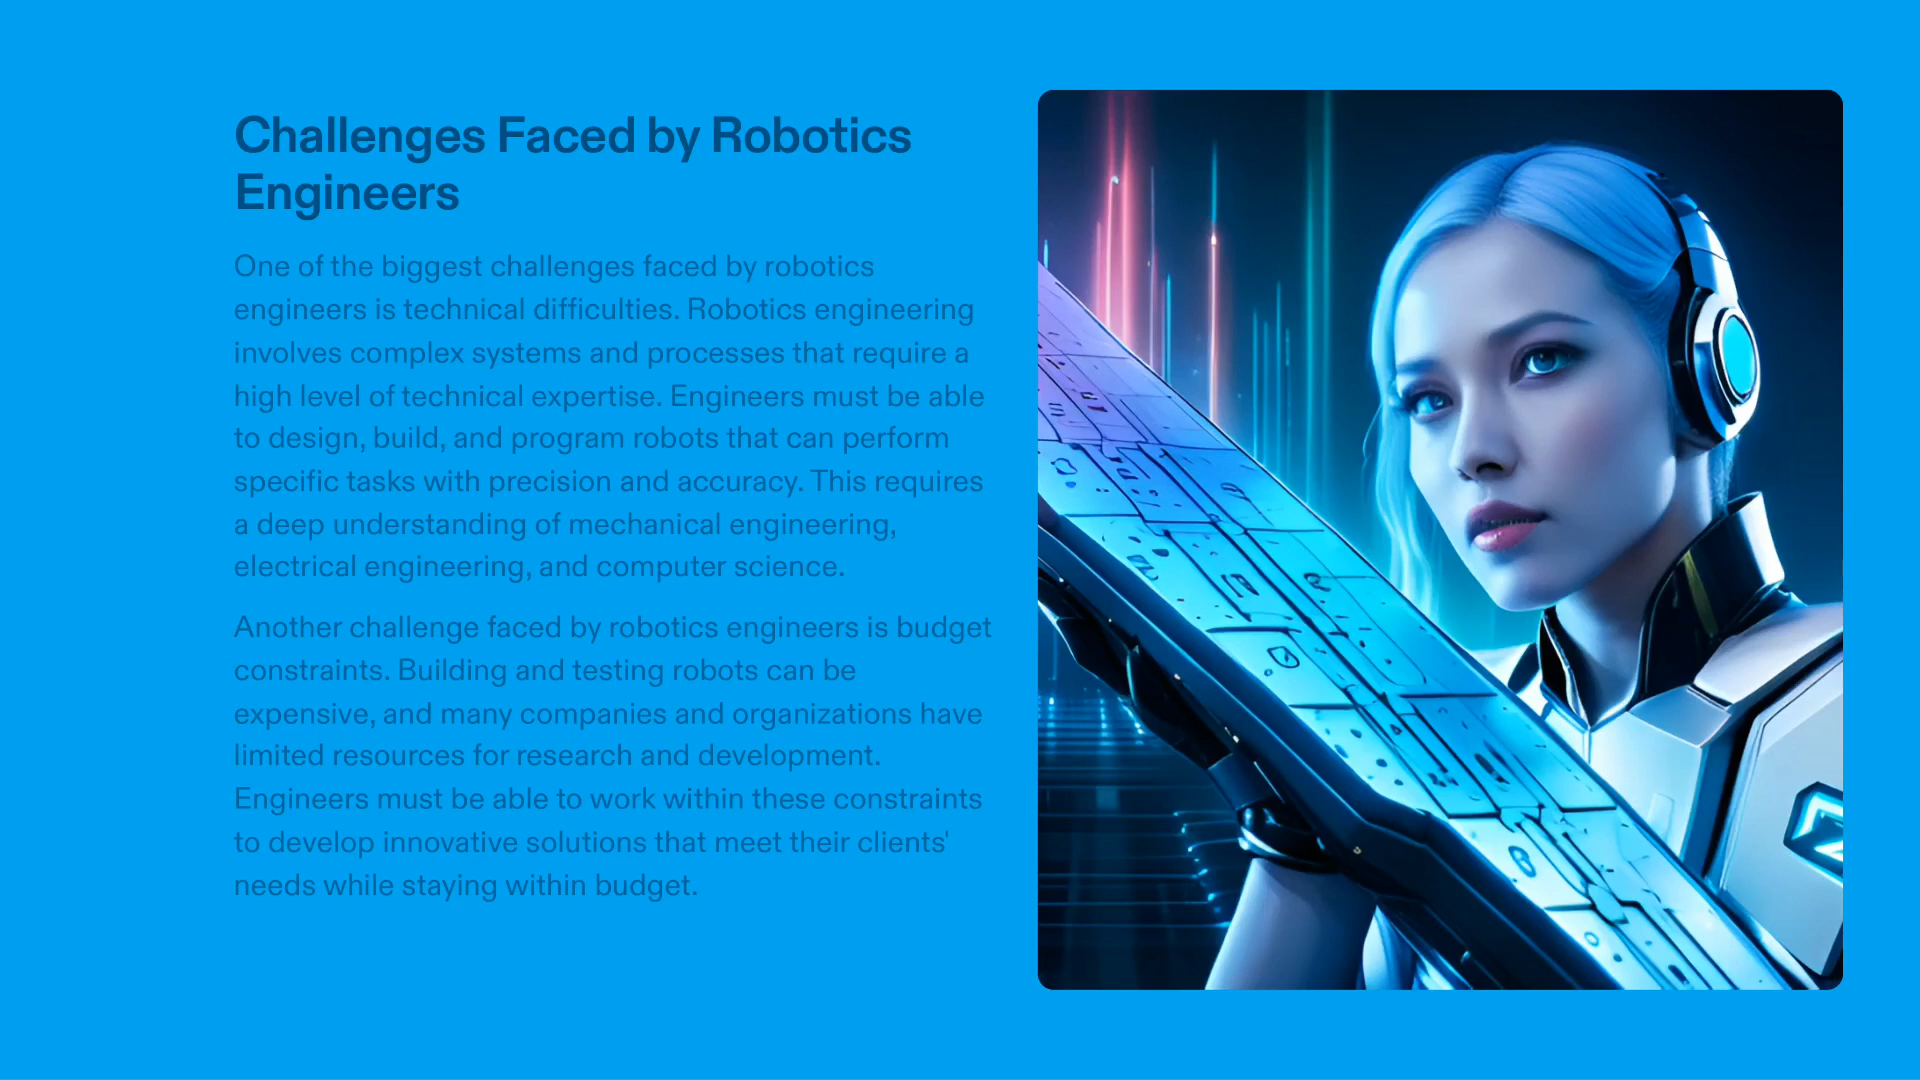 Challenges Faced by Robotics
Engineers
One of the biggest challenges faced by robotics
engineers is technical difficulties. Robotics engineering
involves complex systems and processes that require a
high level of technical expertise. Engineers must be able
to design, build, and program robots that can perform
specific tasks with precision and accuracy. This requires
a deep understanding of mechanical engineering,
electrical engineering, and computer science.
Another challenge faced by robotics engineers is budget
constraints. Building and testing robots can be
expensive, and many companies and organizations have
limited resources for research and development.
Engineers must be able to work within these constraints
to develop innovative solutions that meet their clients'
needs while staying within budget.